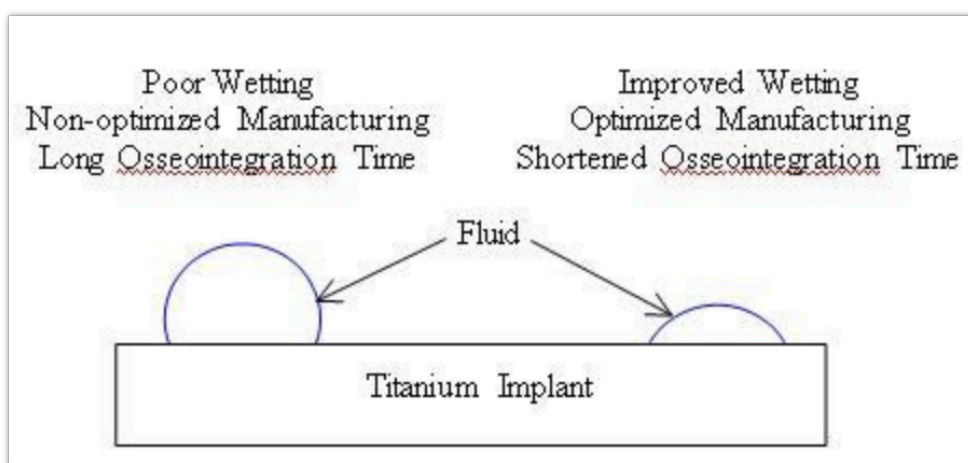 Poor Wetting
Non-optimized Manufacturing
Long Osseointegration Time
Improved Wetting
Optimized Manufacturing
Shortened Osseointegration Time
Fluid
Titanium Implant